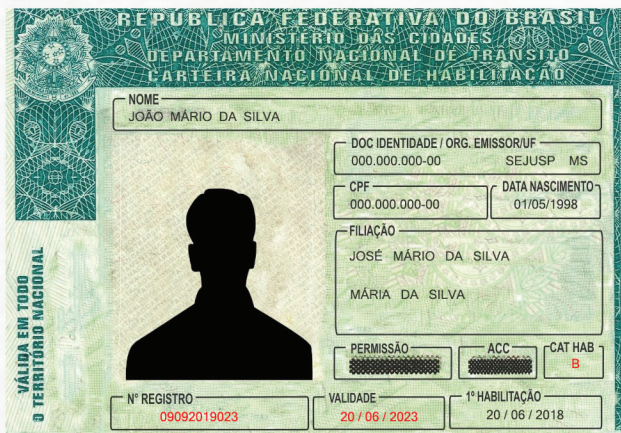 REPÚBLICA FEDERATIVA DO BRASIL
MINISTÉRIO DAS CIDADES
DEPARTAMENTO NACIONAL DE TRÂNSITO
CARTEIRA NACIONAL DE HABILITAÇÃO
NOME
JOÃO MÁRIO DA SILVA
DOC IDENTIDADE / ORG. EMISSOR/UF
000.000.000-00 SEJUSP MS
CPF DATA NASCIMENTO
000.000.000-00 01/05/1998
FILIAÇÃO
JOSÉ MÁRIO DA SILVA
MÁRIA DA SILVA
PERMISSÃO ACC CAT HAB
B
VÁLIDA EM TODO
O TERRITÓRIO NACIONAL
Nº REGISTRO VALIDADE 1º HABILITAÇÃO
09092019023 20 / 06 / 2023 20 / 06 / 2018